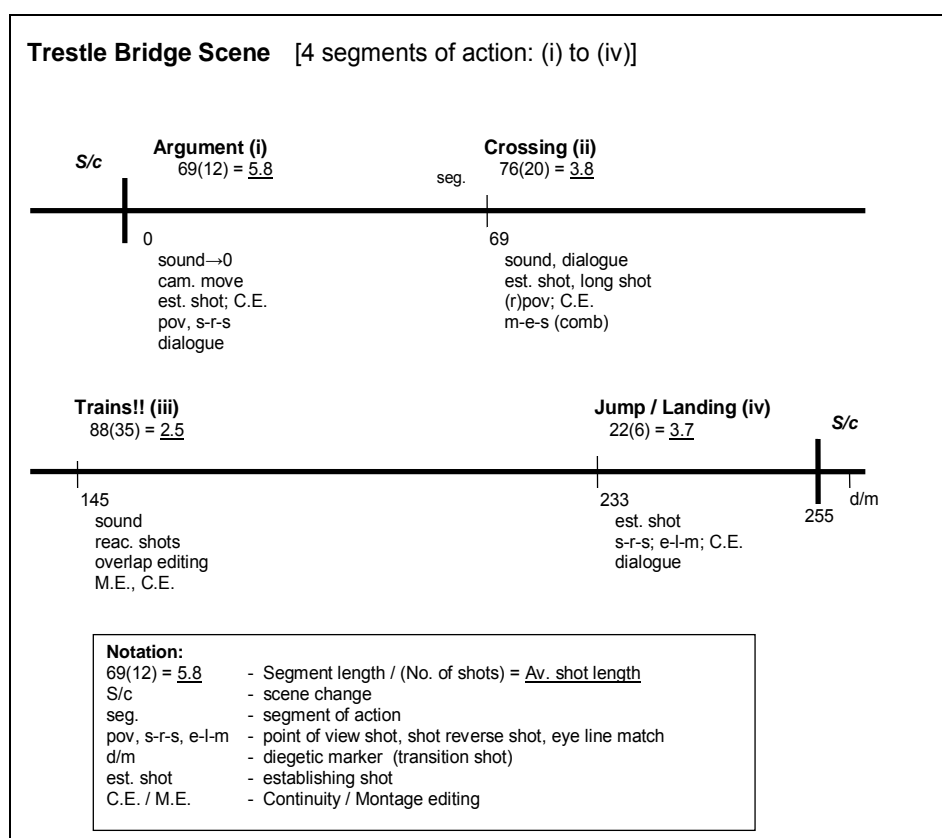 Trestle Bridge Scene [4 segments of action: (i) to (iv)]
S/c
Argument (i)
69(12) = 5.8
seg.
Crossing (ii)
76(20) = 3.8
0
sound→0
cam. move
est. shot; C.E.
pov, s-r-s
dialogue
69
sound, dialogue
est. shot, long shot
(r)pov; C.E.
m-e-s (comb)
Trains!! (iii)
88(35) = 2.5
Jump / Landing (iv)
22(6) = 3.7
S/c
145
sound
reac. shots
overlap editing
M.E., C.E.
233
est. shot
s-r-s; e-l-m; C.E.
dialogue
255
d/m
Notation:
69(12) = 5.8 - Segment length / (No. of shots) = Av. shot length
S/c - scene change
seg. - segment of action
pov, s-r-s, e-l-m - point of view shot, shot reverse shot, eye line match
d/m - diegetic marker (transition shot)
est. shot - establishing shot
C.E. / M.E. - Continuity / Montage editing